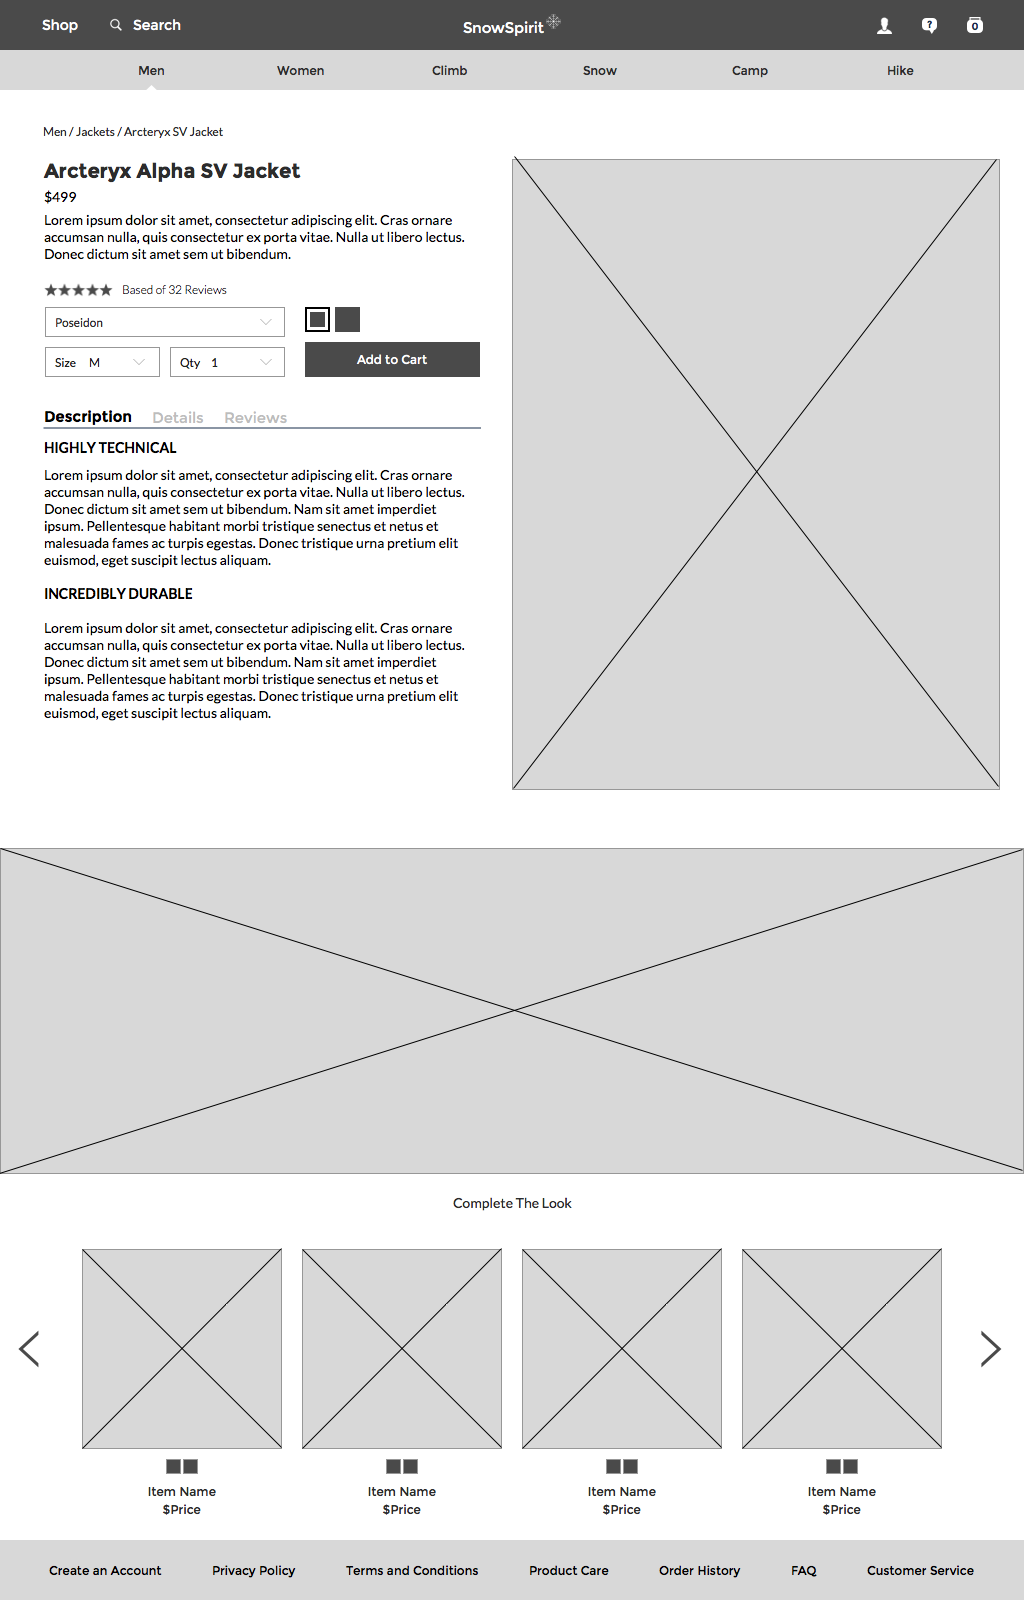 Shop Search SnowSpirit ? 0
Men Women Climb Snow Camp Hike
Men / Jackets / Arcteryx SV Jacket
Arcteryx Alpha SV Jacket
$499
Lorem ipsum dolor sit amet, consectetur adipiscing elit. Cras ornare
accumsan nulla, quis consectetur ex porta vitae. Nulla ut libero lectus.
Donec dictum sit amet sem ut bibendum.
Based of 32 Reviews
Poseidon
Size M Qty 1 Add to Cart
Description Details Reviews
HIGHLY TECHNICAL
Lorem ipsum dolor sit amet, consectetur adipiscing elit. Cras ornare
accumsan nulla, quis consectetur ex porta vitae. Nulla ut libero lectus.
Donec dictum sit amet sem ut bibendum. Nam sit amet imperdiet
ipsum. Pellentesque habitant morbi tristique senectus et netus et
malesuada fames ac turpis egestas. Donec tristique urna pretium elit
euismod, eget suscipit lectus aliquam.
INCREDIBLY DURABLE
Lorem ipsum dolor sit amet, consectetur adipiscing elit. Cras ornare
accumsan nulla, quis consectetur ex porta vitae. Nulla ut libero lectus.
Donec dictum sit amet sem ut bibendum. Nam sit amet imperdiet
ipsum. Pellentesque habitant morbi tristique senectus et netus et
malesuada fames ac turpis egestas. Donec tristique urna pretium elit
euismod, eget suscipit lectus aliquam.
Complete The Look
Item Name Item Name Item Name Item Name
$Price $Price $Price $Price
Create an Account Privacy Policy Terms and Conditions Product Care Order History FAQ Customer Service